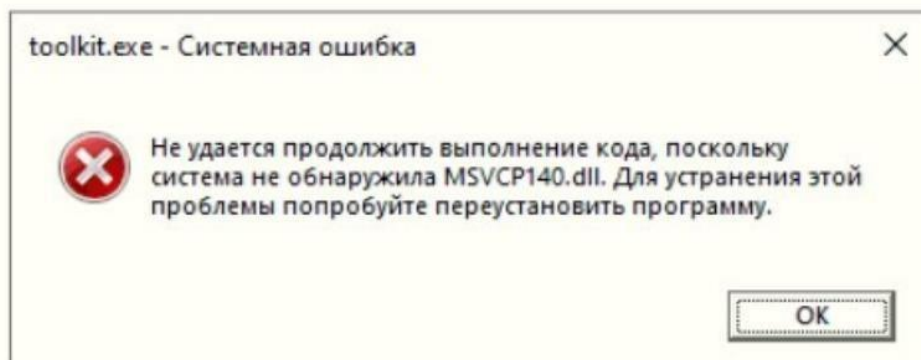 toolkit.exe - Системная ошибка
Не удается продолжить выполнение кода, поскольку
система не обнаружила MSVCP140.dll. Для устранения этой
проблемы попробуйте переустановить программу.
OK